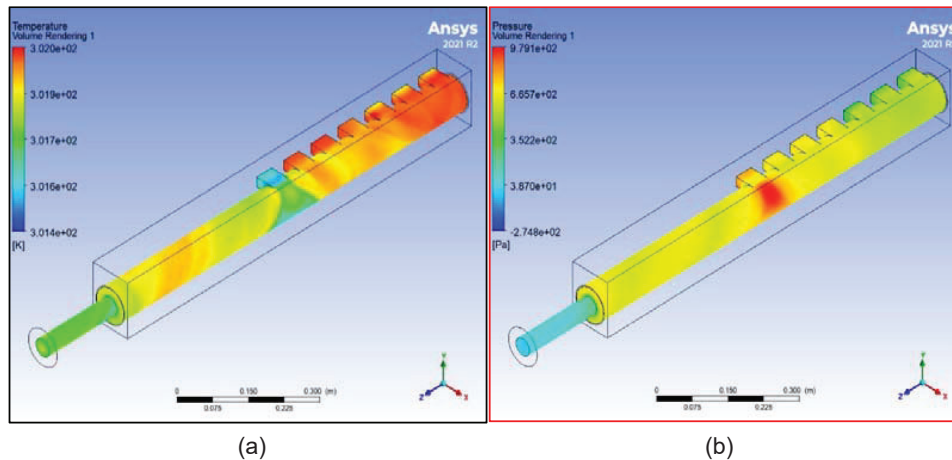 Temperature
Volume Rendering 1
3.020e+02
3.019e+02
3.017e+02
3.016e+02
3.014e+02
[K]
Ansys
2021 R2
0
0.150
0.300 (m)
0.075
0.225
Y
Z
X
(a)
Pressure
Volume Rendering 1
9.791e+02
6.657e+02
3.522e+02
3.870e+01
-2.748e+02
[Pa]
Ansys
2021 R2
0
0.150
0.300 (m)
0.075
0.225
Y
Z
X
(b)